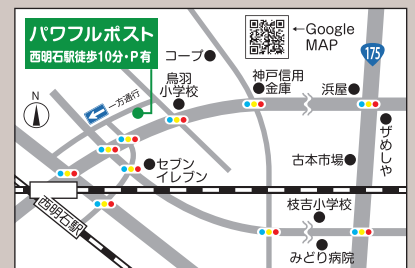 パワフルポスト
西明石駅徒歩10分・P有
←Google
MAP
175
コープ
鳥羽
小学校
神戸信用
金庫
浜屋
N
一方通行
ザめしや
セブン
イレブン
古本市場
枝吉小学校
西明石駅
みどり病院